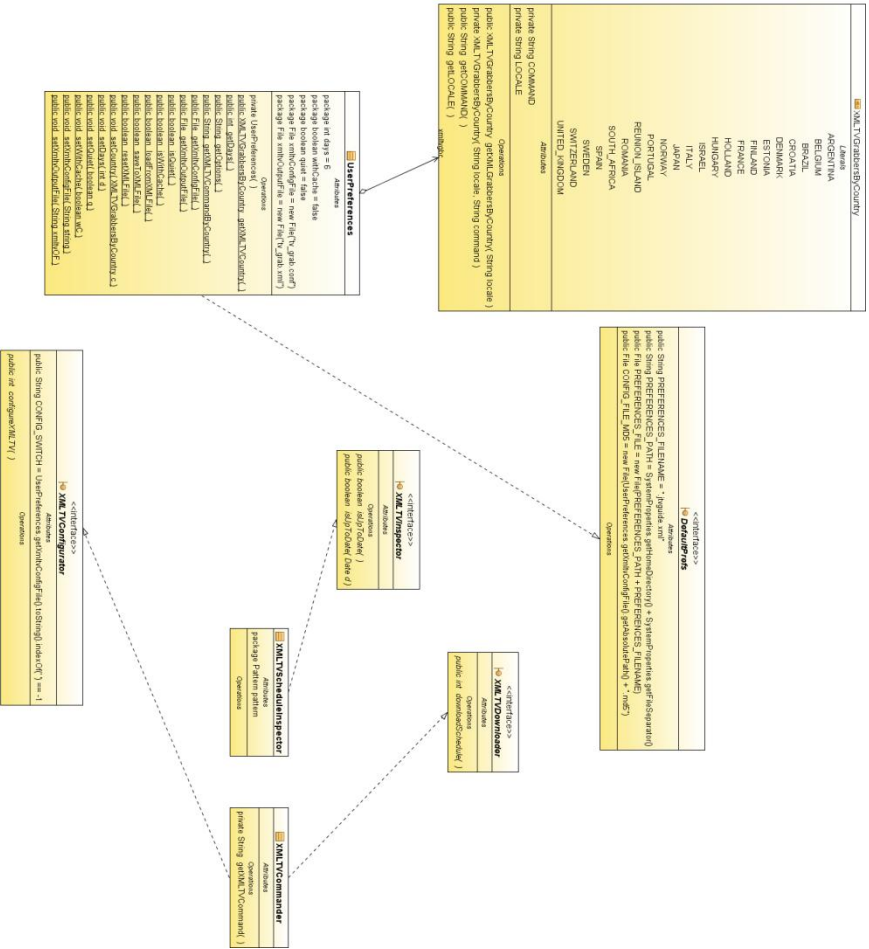 XMLTVGrabbersByCountry
Literals
ARGENTINA
BELGIUM
BRAZIL
CROATIA
DENMARK
ESTONIA
FINLAND
FRANCE
HOLLAND
HUNGARY
ISRAEL
ITALY
JAPAN
NORWAY
PORTUGAL
REUNION_ISLAND
ROMANIA
SOUTH_AFRICA
SPAIN
SWEDEN
SWITZERLAND
UNITED_KINGDOM
Attributes
private String COMMAND
private String LOCALE
Operations
public XMLTVGrabbersByCountry getXMLGrabbersByCountry( String locale )
private XMLTVGrabbersByCountry( String locale, String command )
public String getCOMMAND( )
public String getLOCALE( )
<<interface>>
DefaultPrefs
Attributes
public String PREFERENCES_FILENAME = ".jtvguide.xml"
public String PREFERENCES_PATH = SystemProperties.getHomeDirectory() + SystemProperties.getFileSeparator()
public File PREFERENCES_FILE = new File(PREFERENCES_PATH + PREFERENCES_FILENAME)
public File CONFIG_FILE_MD5 = new File(UserPreferences.getXmltvConfigFile().getAbsolutePath() + ".md5")
Operations
<<interface>>
XMLTVDownloader
Attributes
Operations
public int downloadSchedule( )
UserPreferences
Attributes
package int days = 6
package boolean withCache = false
package boolean quiet = false
package File xmltvConfigFile = new File("tv_grab.conf")
package File xmltvOutputFile = new File("tv_grab.xml")
Operations
private UserPreferences( )
public XMLTVGrabbersByCountry getXMLTVCountry( )
public int getDays( )
public String getOptions( )
public String getXMLTVCommandByCountry( )
public File getXmltvConfigFile( )
public File getXmltvOutputFile( )
public boolean isQuiet( )
public boolean isWithCache( )
public boolean loadFromXMLFile( )
public boolean saveToXMLFile( )
public boolean resetXMLFile( )
public void setCountry( XMLTVGrabbersByCountry c )
public void setDays( int d )
public void setQuiet( boolean q )
public void setWithCache( boolean wC )
public void setXmltvConfigFile( String string )
public void setXmltvOutputFile( String xmltvOF )
<<interface>>
XMLTVInspector
Attributes
Operations
public boolean isUpToDate( )
public boolean isUpToDate( Date d )
XMLTVScheduleInspector
Attributes
package Pattern pattern
Operations
XMLTVCommander
Attributes
Operations
private String getXMLTVCommand( )
<<interface>>
XMLTVConfigurator
Attributes
public String CONFIG_SWITCH = UserPreferences.getXmltvConfigFile().toString().indexOf(" ") == -1
Operations
public int configureXMLTV( )